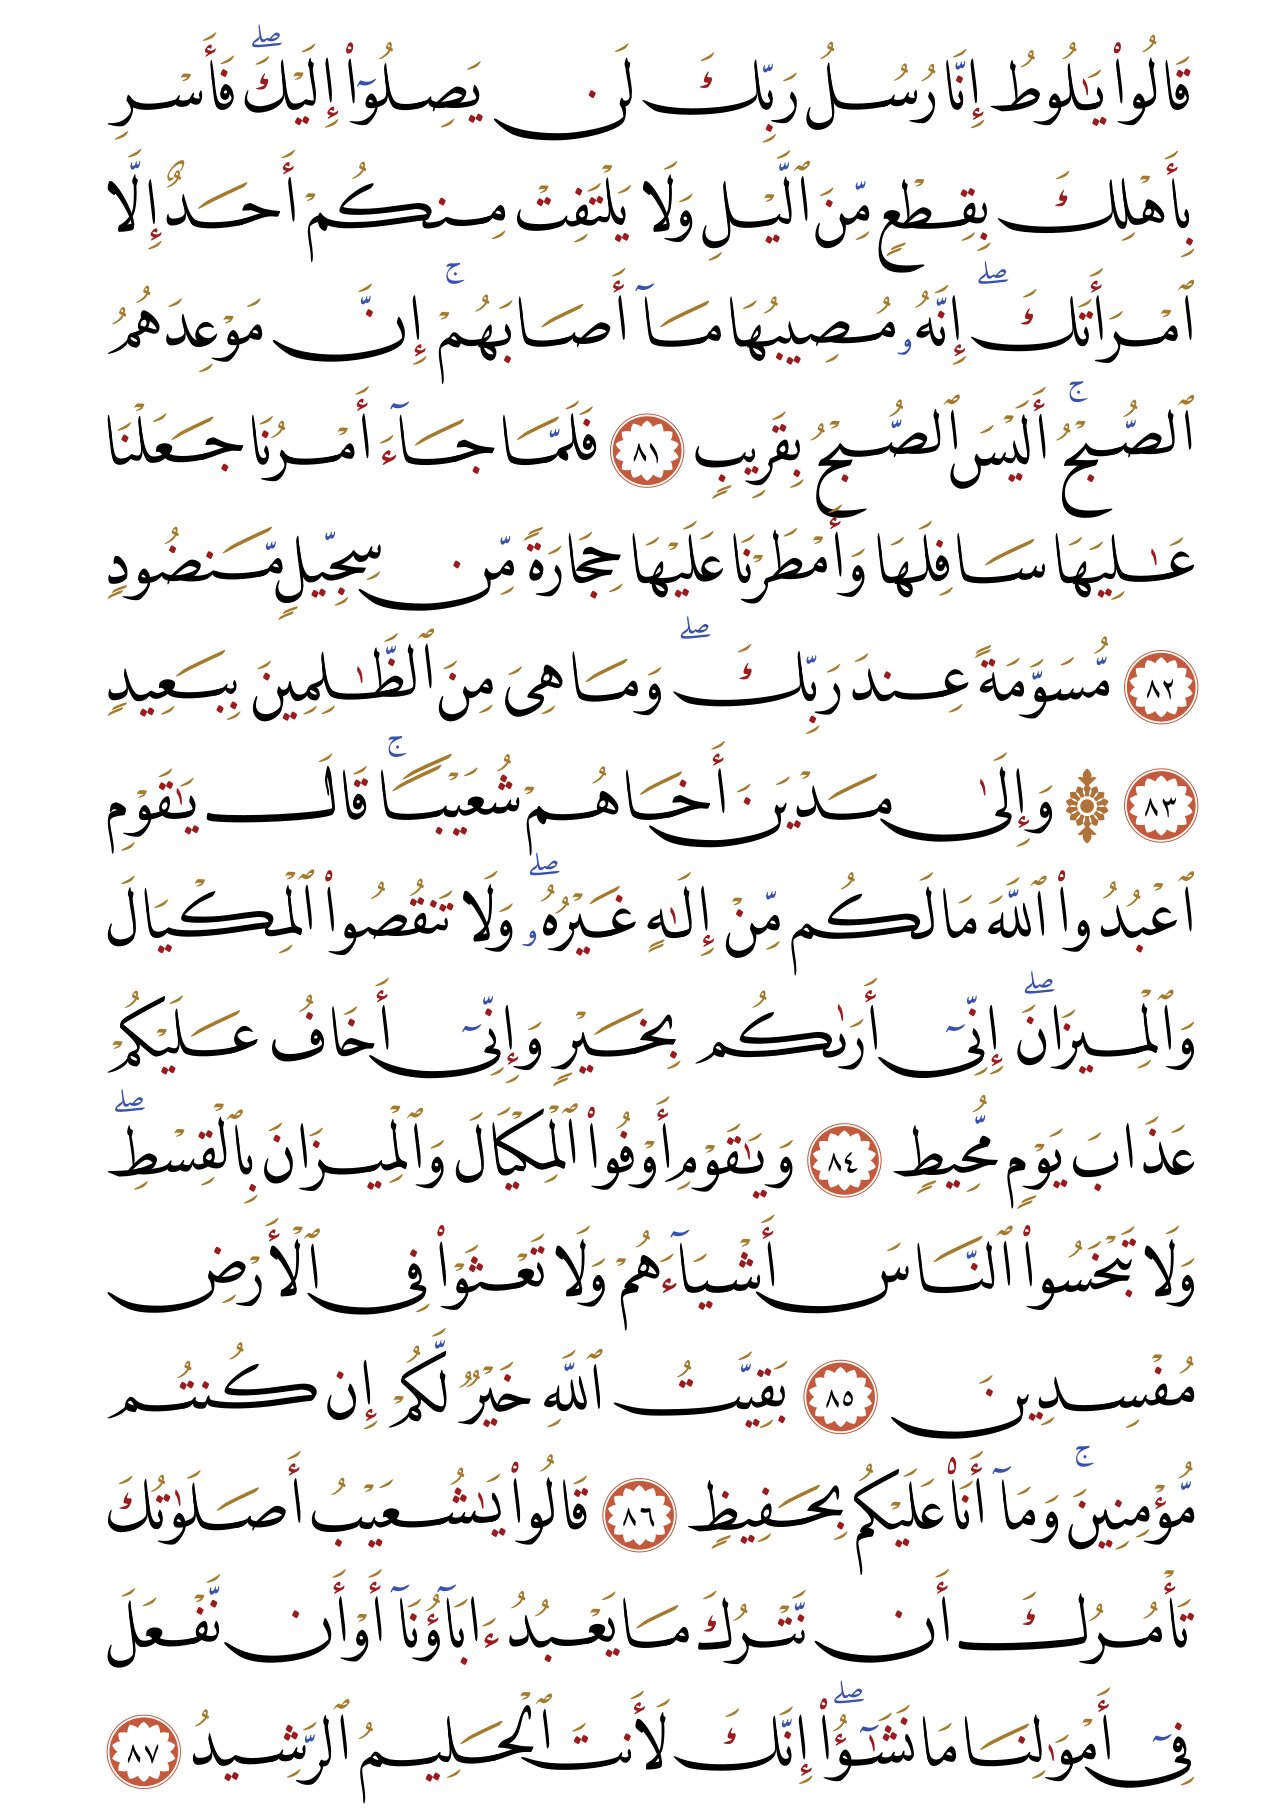 قَالُوا۟ يَـٰلُوطُ إِنَّا رُسُلُ رَبِّكَ لَن يَصِلُوٓا۟ إِلَيْكَ ۖ فَأَسْرِ
بِأَهْلِكَ بِقِطْعٍ مِّنَ ٱلَّيْلِ وَلَا يَلْتَفِتْ مِنكُمْ أَحَدٌ إِلَّا
ٱمْرَأَتَكَ ۖ إِنَّهُۥ مُصِيبُهَا مَآ أَصَابَهُمْ ۚ إِنَّ مَوْعِدَهُمُ
ٱلصُّبْحُ ۚ أَلَيْسَ ٱلصُّبْحُ بِقَرِيبٍ ٨١ فَلَمَّا جَآءَ أَمْرُنَا جَعَلْنَا
عَـٰلِيَهَا سَافِلَهَا وَأَمْطَرْنَا عَلَيْهَا حِجَارَةً مِّن سِجِّيلٍ مَّنضُودٍ
٨٢ مُّسَوَّمَةً عِندَ رَبِّكَ ۖ وَمَا هِىَ مِنَ ٱلظَّـٰلِمِينَ بِبَعِيدٍ
٨٣ ۞ وَإِلَىٰ مَدْيَنَ أَخَاهُمْ شُعَيْبًا ۚ قَالَ يَـٰقَوْمِ
ٱعْبُدُوا۟ ٱللَّهَ مَا لَكُم مِّنْ إِلَـٰهٍ غَيْرُهُۥ ۖ وَلَا تَنقُصُوا۟ ٱلْمِكْيَالَ
وَٱلْمِيزَانَ ۖ إِنِّىٓ أَرَىٰكُم بِخَيْرٍ وَإِنِّىٓ أَخَافُ عَلَيْكُمْ
عَذَابَ يَوْمٍ مُّحِيطٍ ٨٤ وَيَـٰقَوْمِ أَوْفُوا۟ ٱلْمِكْيَالَ وَٱلْمِيزَانَ بِٱلْقِسْطِ ۖ
وَلَا تَبْخَسُوا۟ ٱلنَّاسَ أَشْيَآءَهُمْ وَلَا تَعْثَوْا۟ فِى ٱلْأَرْضِ
مُفْسِدِينَ ٨٥ بَقِيَّتُ ٱللَّهِ خَيْرٌ لَّكُمْ إِن كُنتُم
مُّؤْمِنِينَ ۚ وَمَآ أَنَا۠ عَلَيْكُم بِحَفِيظٍ ٨٦ قَالُوا۟ يَـٰشُعَيْبُ أَصَلَوٰتُكَ
تَأْمُرُكَ أَن نَّتْرُكَ مَا يَعْبُدُ ءَابَآؤُنَآ أَوْ أَن نَّفْعَلَ
فِىٓ أَمْوَٰلِنَا مَا نَشَـٰٓؤُا۟ ۖ إِنَّكَ لَأَنتَ ٱلْحَلِيمُ ٱلرَّشِيدُ ٨٧